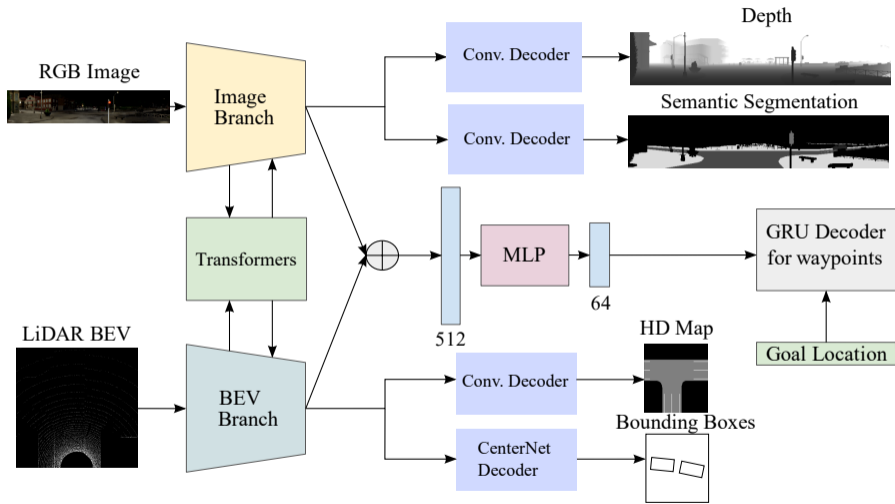 Depth
RGB Image
Image
Branch
Conv. Decoder
Semantic Segmentation
Conv. Decoder
Transformers
MLP
64
512
GRU Decoder
for waypoints
Goal Location
LiDAR BEV
BEV
Branch
HD Map
Conv. Decoder
Bounding Boxes
CenterNet
Decoder